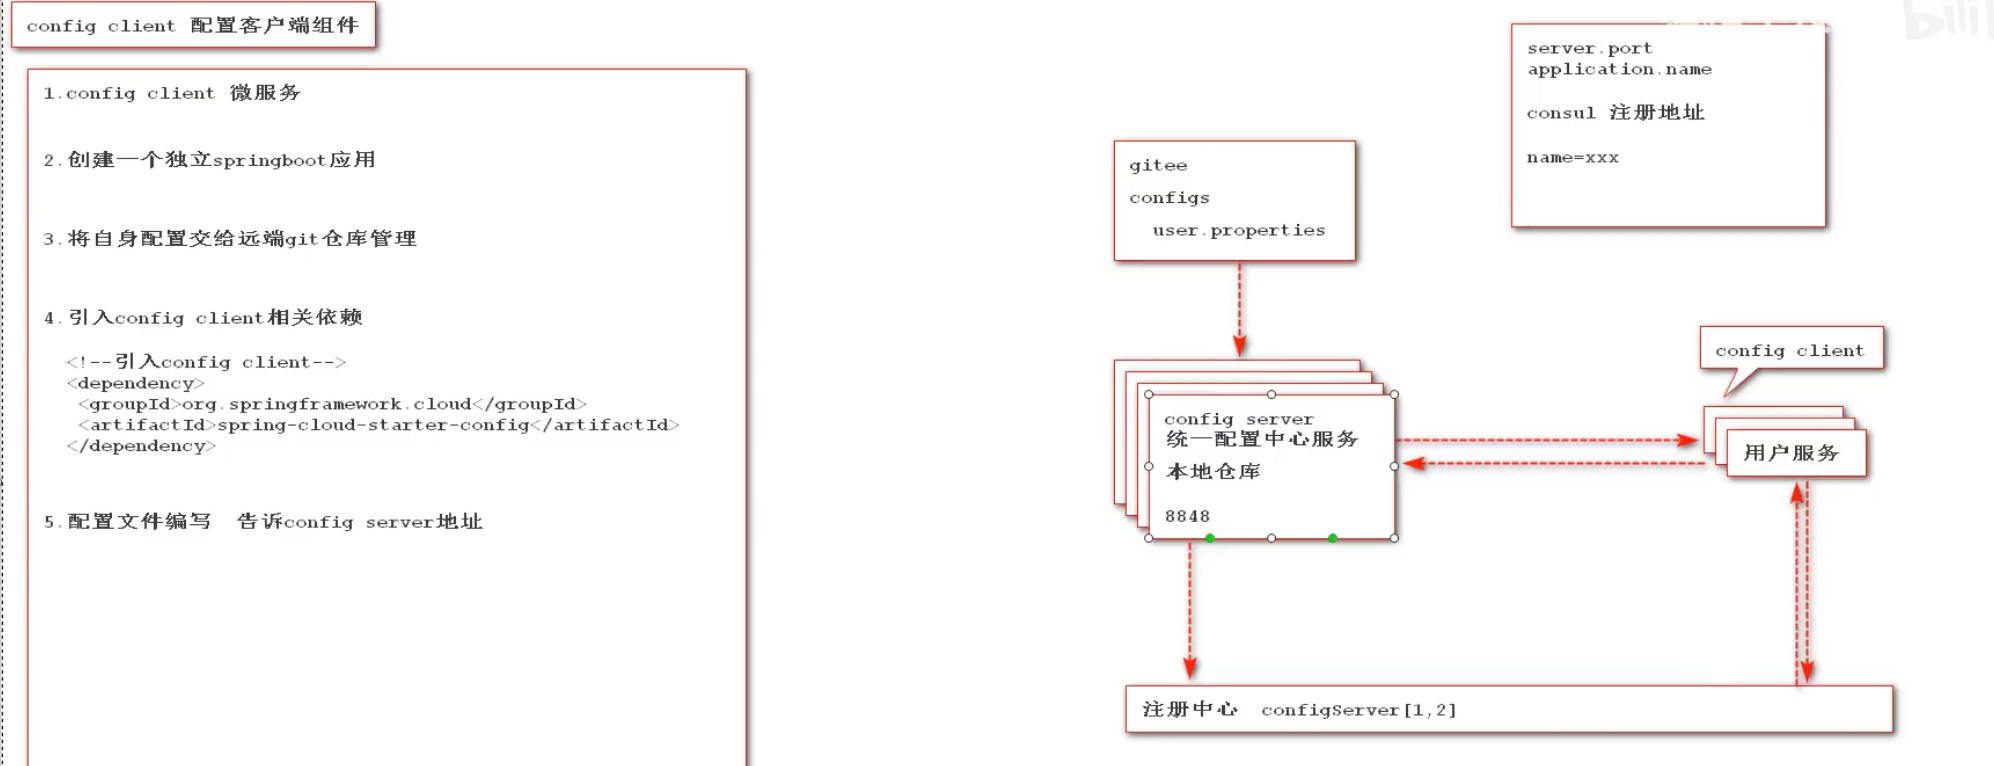 config client 配置客户端组件
1.config client 微服务
2.创建一个独立springboot应用
3.将自身配置交给远端git仓库管理
4.引入config client相关依赖
<!--引入config client-->
<dependency>
<groupId>org.springframework.cloud</groupId>
<artifactId>spring-cloud-starter-config</artifactId>
</dependency>
5.配置文件编写 告诉config server地址
server.port
application.name
consul 注册地址
name=xxx
gitee
configs
user.properties
config client
config server
统一配置中心服务
本地仓库
8848
用户服务
注册中心 configServer[1,2]